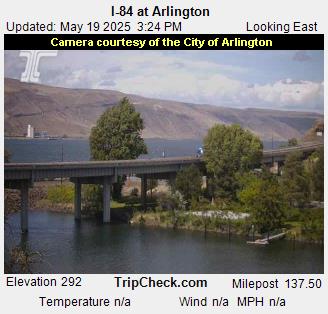 I-84 at Arlington
Updated: May 19 2025 3:24 PM Looking East
Camera courtesy of the City of Arlington
Elevation 292 TripCheck.com Milepost 137.50
Temperature n/a Wind n/a MPH n/a